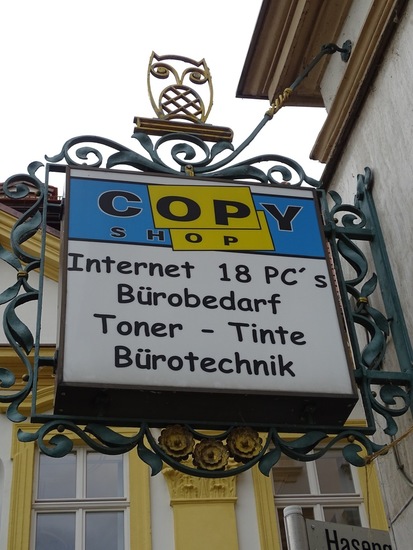 COPY
SHOP
Internet 18 PC´s
Bürobedarf
Toner - Tinte
Bürotechnik